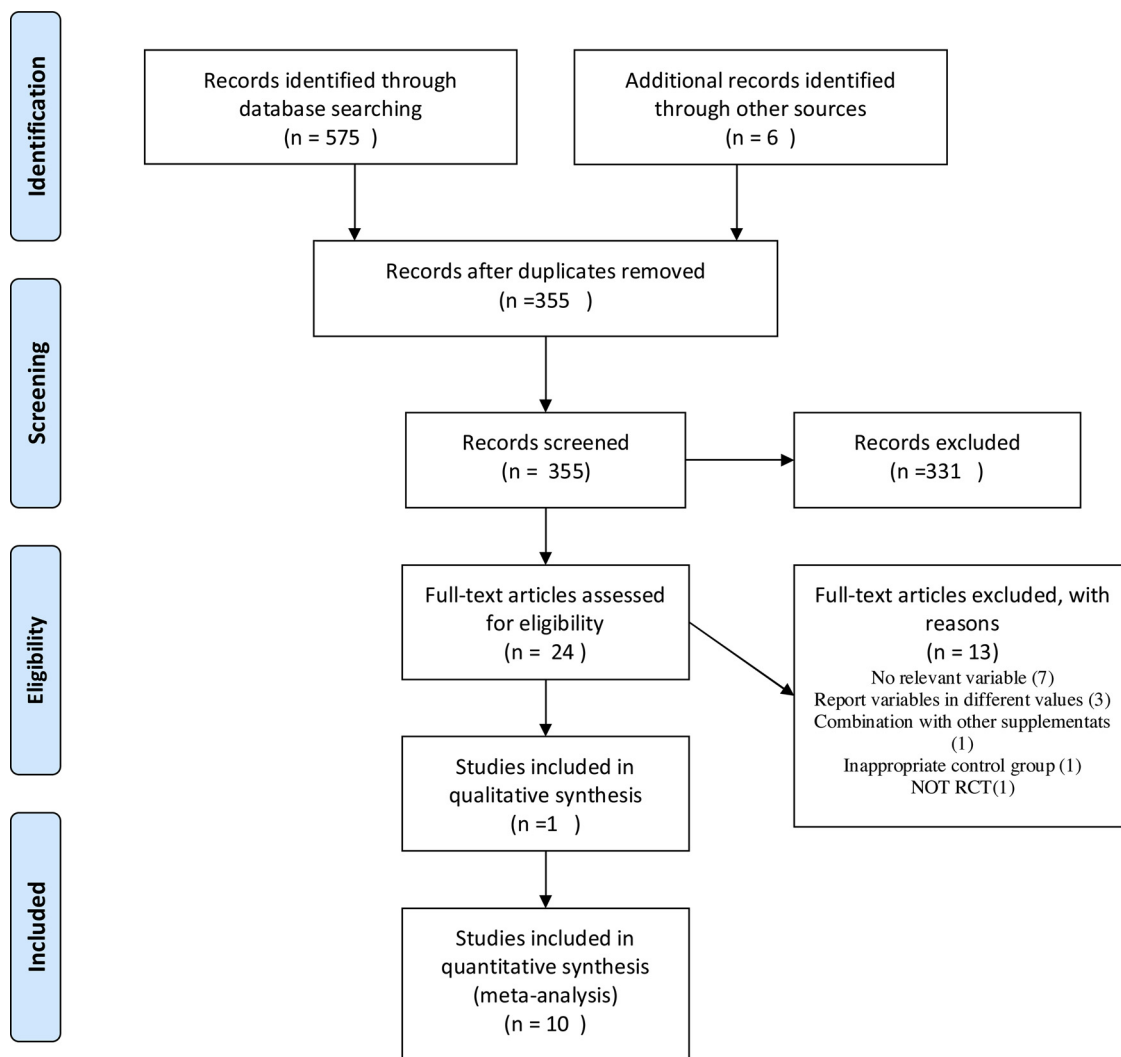 Identification
Records identified through
database searching
(n = 575 )
Additional records identified
through other sources
(n = 6 )
Records after duplicates removed
(n =355 )
Screening
Records screened
(n = 355)
Records excluded
(n =331 )
Eligibility
Full-text articles assessed
for eligibility
(n = 24 )
Full-text articles excluded, with
reasons
(n = 13)
No relevant variable (7)
Report variables in different values (3)
Combination with other supplementats
(1)
Inappropriate control group (1)
NOT RCT(1)
Studies included in
qualitative synthesis
(n =1 )
Included
Studies included in
quantitative synthesis
(meta-analysis)
(n = 10 )